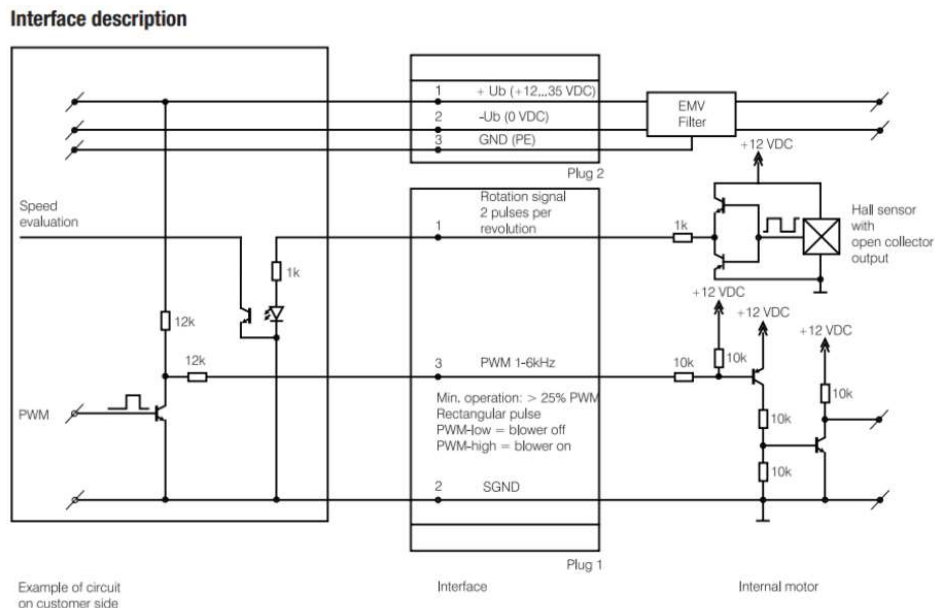 Interface description
1 + Ub (+12...35 VDC)
2 -Ub (0 VDC)
3 GND (PE)
Plug 2
EMV
Filter
+12 VDC
Speed
evaluation
Rotation signal
2 pulses per
revolution
1
1k
Hall sensor
with
open collector
output
1k
+12 VDC
+12 VDC
+12 VDC
12k
12k
3 PWM 1-6kHz
10k
10k
10k
PWM
Min. operation: > 25% PWM
Rectangular pulse
PWM-low = blower off
PWM-high = blower on
10k
10k
2 SGND
Plug 1
Example of circuit
on customer side
Interface
Internal motor